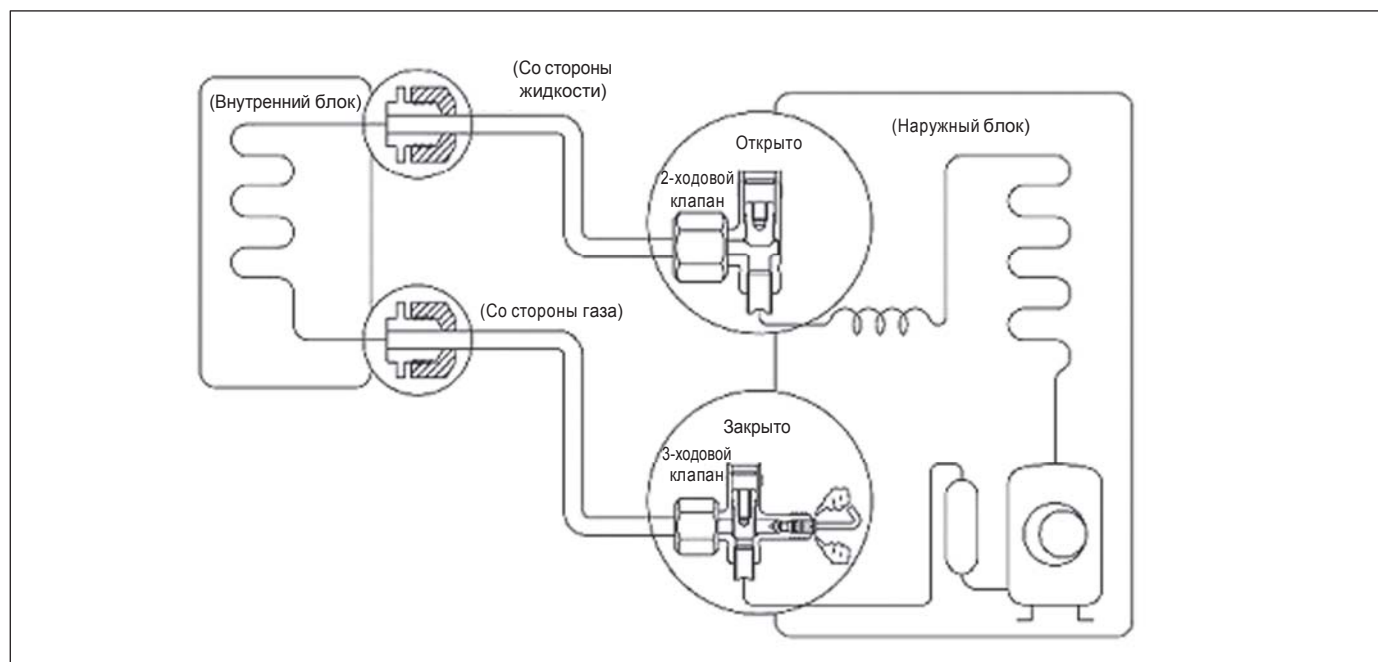 (Со стороны
жидкости)
(Внутренний блок)
(Наружный блок)
Открыто
2-ходовой
клапан
(Со стороны газа)
Закрыто
3-ходовой
клапан